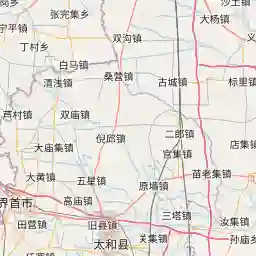 岗乡
张完集乡
沙土镇
大杨镇
宁平镇
双沟镇
丁村乡
白马镇
桑营镇
清浅镇
古城镇
标里镇
芦村镇
双庙镇
倪邱镇
二郎镇
大庙集镇
宫集镇
店集镇
苗老集镇
大黄镇
五星镇
原墙镇
界首市
高庙镇
三塔镇
田营镇
旧县镇
汝集镇
太和县
关集镇
孙庙乡